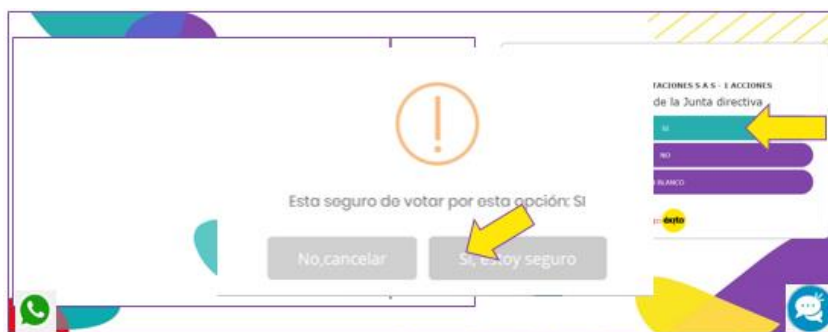 TACIONES S A S - 1 ACCIONES
de la Junta directiva
SI
NO
BLANCO
éxito
Esta seguro de votar por esta opción: SI
No,cancelar
Si, estoy seguro